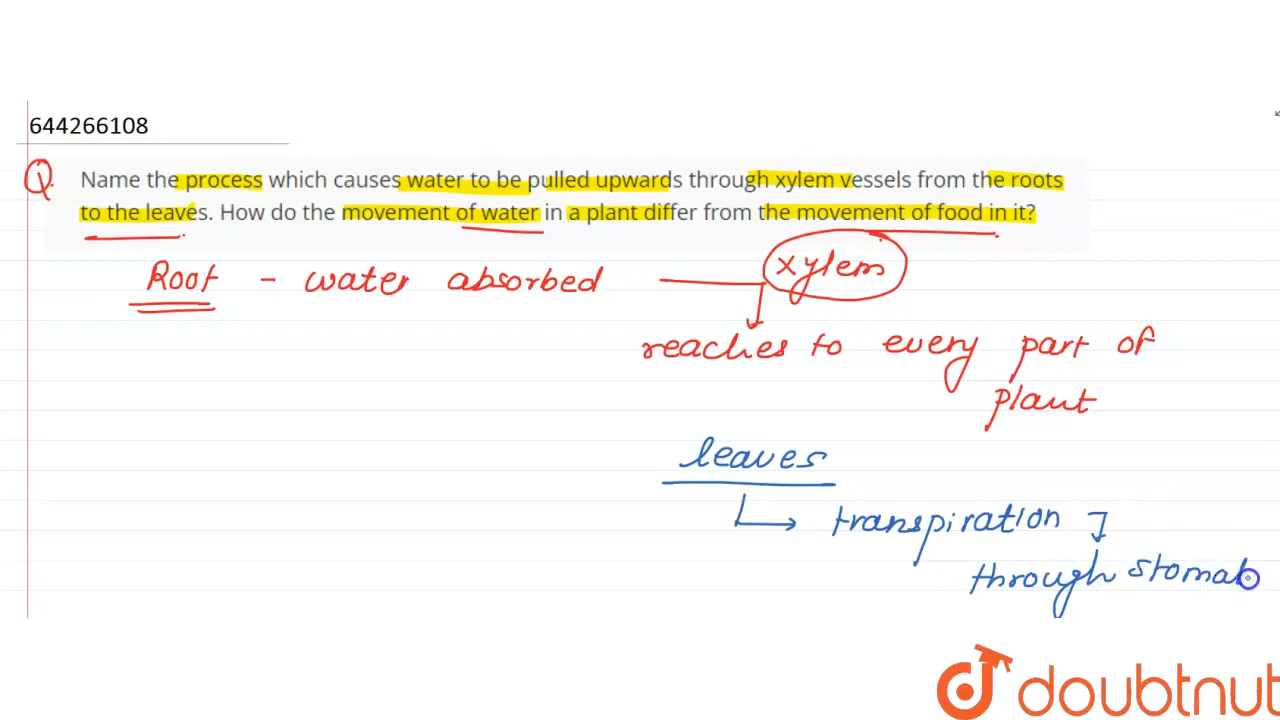 644266108
Q. Name the process which causes water to be pulled upwards through xylem vessels from the roots
to the leaves. How do the movement of water in a plant differ from the movement of food in it?
Root - water absorbed xylem
reaches to every part of
plant
leaves
transpiration
through stomat
doubtnut